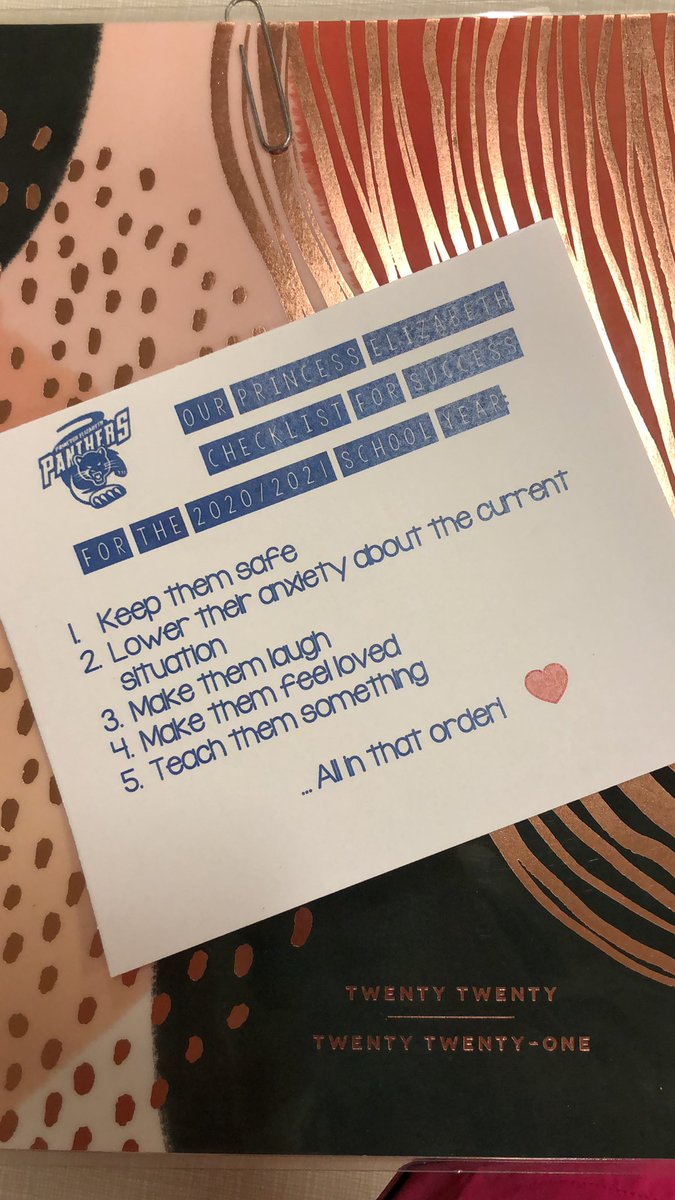 PRINCESS ELIZABETH
PANTHERS
OUR PRINCESS ELIZABETH
CHECKLIST FOR SUCCESS
FOR THE 2020/2021 SCHOOL YEAR:
1. Keep them safe
2. Lower their anxiety about the current
situation
3. Make them laugh
4. Make them feel loved
5. Teach them something
... All in that order!
TWENTY TWENTY
TWENTY TWENTY-ONE